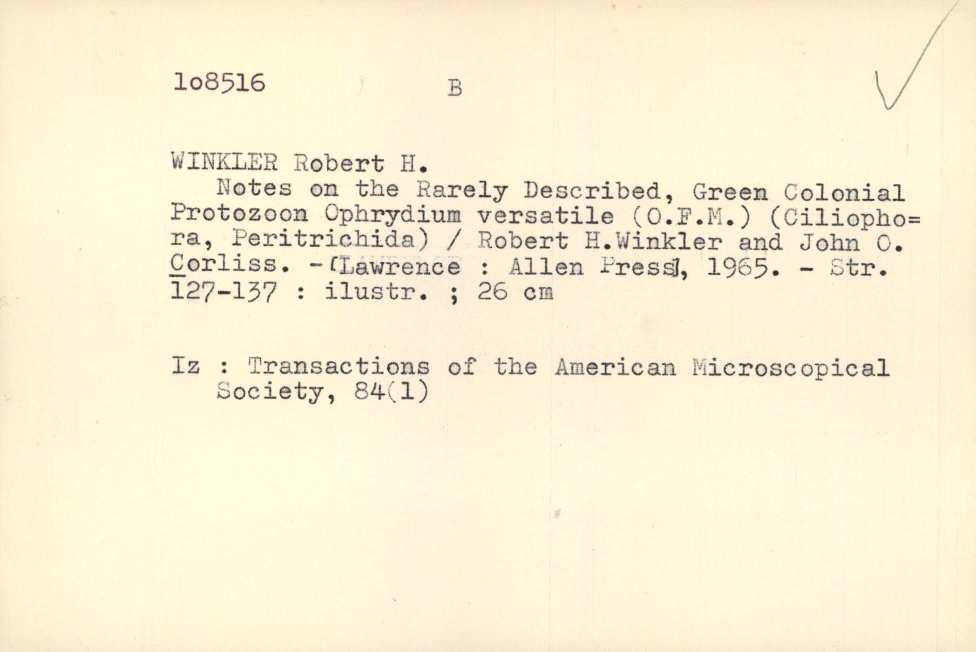 lo8516 B
WINKLER Robert H.
Notes on the Rarely Described, Green Colonial
Protozoon Ophrydium versatile (O.F.M.) (Ciliopho=
ra, Peritrichida) / Robert H.Winkler and John O.
Corliss. - [Lawrence : Allen Press], 1965. - Str.
127-137 : ilustr. ; 26 cm
Iz : Transactions of the American Microscopical
Society, 84(1)